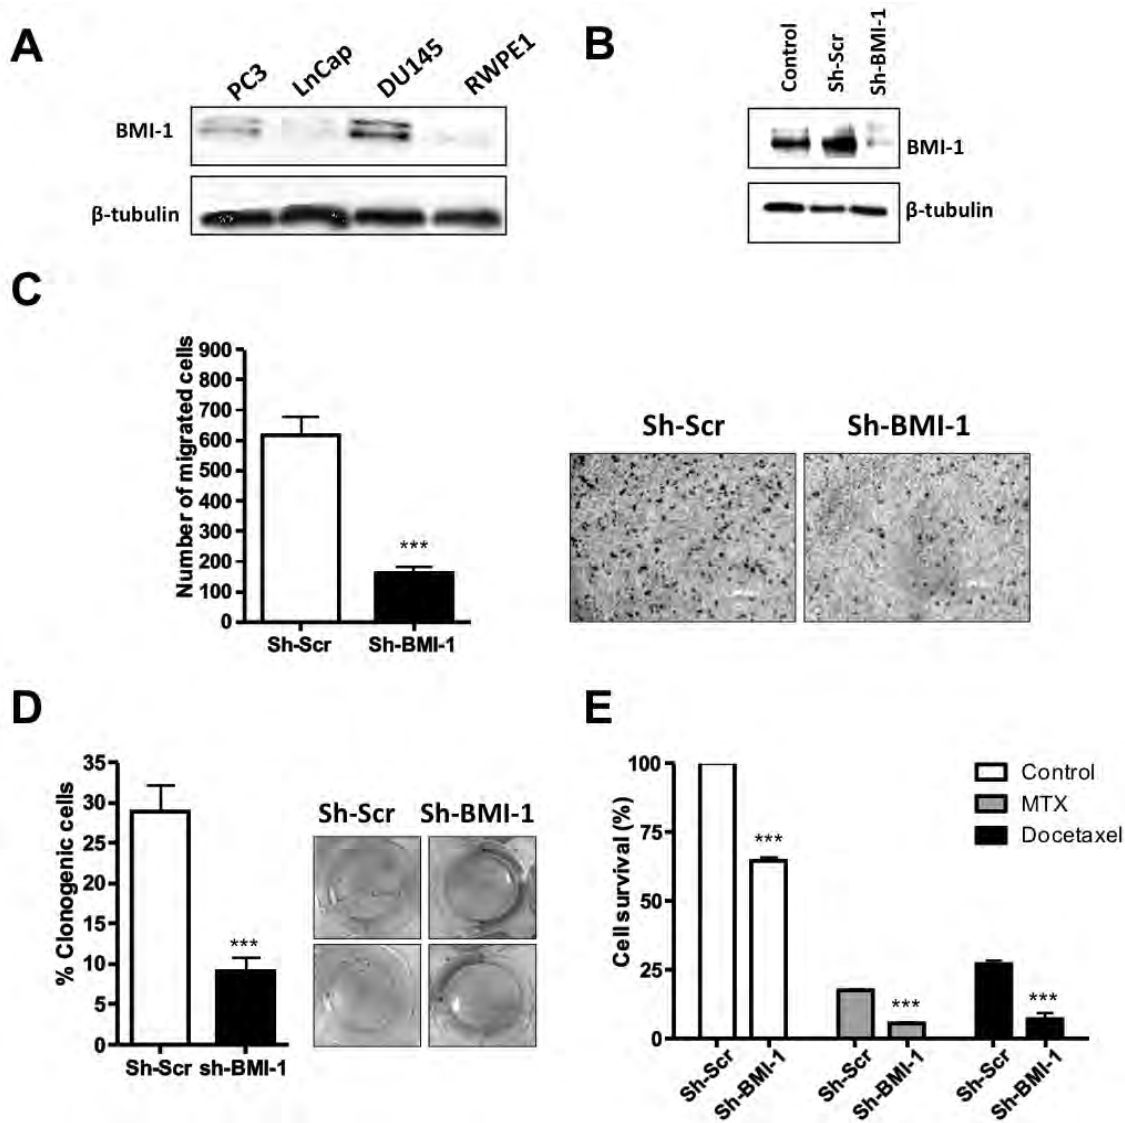 A
PC3 LnCap DU145 RWPE1
BMI-1
β-tubulin
B
Control Sh-Scr Sh-BMI-1
BMI-1
β-tubulin
C
Number of migrated cells
900
800
700
600
500
400
300
200
100
0
***
Sh-Scr Sh-BMI-1
Sh-Scr Sh-BMI-1
D
% Clonogenic cells
35
30
25
20
15
10
5
0
***
Sh-Scr sh-BMI-1
Sh-Scr Sh-BMI-1
E
Cell survival (%)
100
75
50
25
0
***
***
***
Control
MTX
Docetaxel
Sh-Scr Sh-BMI-1 Sh-Scr Sh-BMI-1 Sh-Scr Sh-BMI-1